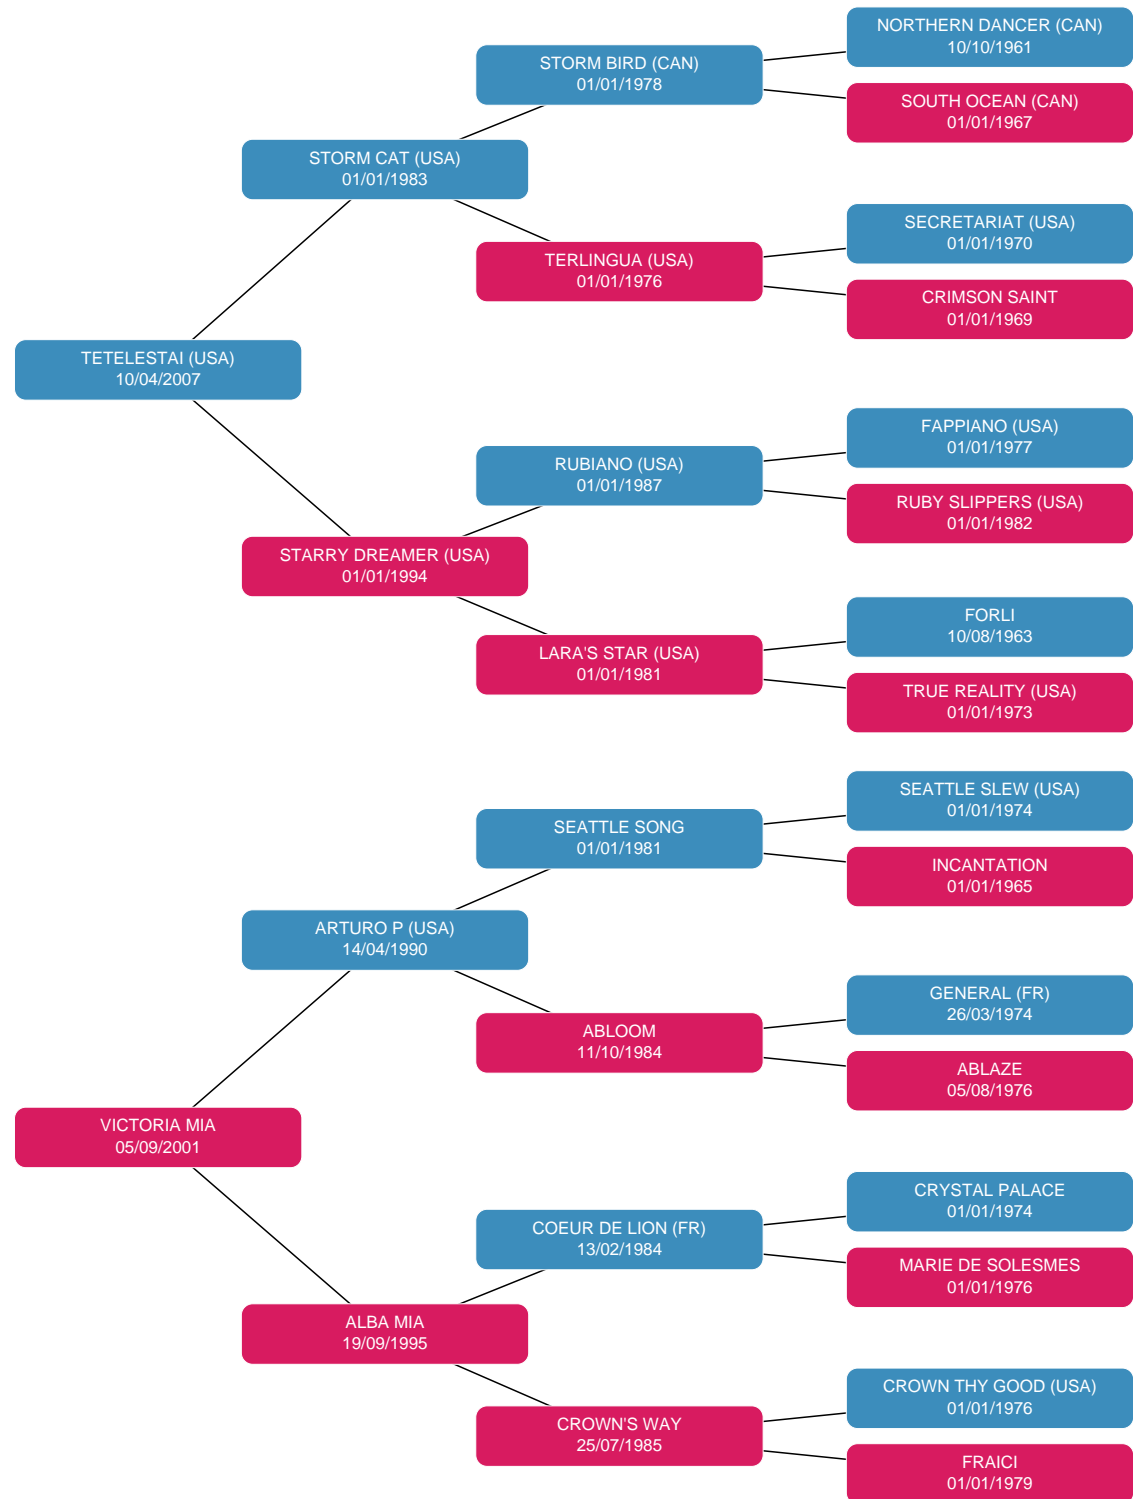 NORTHERN DANCER (CAN)
10/10/1961
STORM BIRD (CAN)
01/01/1978
SOUTH OCEAN (CAN)
01/01/1967
STORM CAT (USA)
01/01/1983
SECRETARIAT (USA)
01/01/1970
TERLINGUA (USA)
01/01/1976
CRIMSON SAINT
01/01/1969
TETELESTAI (USA)
10/04/2007
FAPPIANO (USA)
01/01/1977
RUBIANO (USA)
01/01/1987
RUBY SLIPPERS (USA)
01/01/1982
STARRY DREAMER (USA)
01/01/1994
FORLI
10/08/1963
LARA'S STAR (USA)
01/01/1981
TRUE REALITY (USA)
01/01/1973
SEATTLE SLEW (USA)
01/01/1974
SEATTLE SONG
01/01/1981
INCANTATION
01/01/1965
ARTURO P (USA)
14/04/1990
GENERAL (FR)
26/03/1974
ABLOOM
11/10/1984
ABLAZE
05/08/1976
VICTORIA MIA
05/09/2001
CRYSTAL PALACE
01/01/1974
COEUR DE LION (FR)
13/02/1984
MARIE DE SOLESMES
01/01/1976
ALBA MIA
19/09/1995
CROWN THY GOOD (USA)
01/01/1976
CROWN'S WAY
25/07/1985
FRAICI
01/01/1979